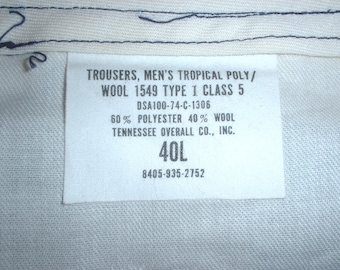 TROUSERS, MEN'S TROPICAL POLY/
WOOL 1549 TYPE I CLASS 5
DSA100-74-C-1306
60% POLYESTER 40% WOOL
TENNESSEE OVERALL CO., INC.
40L
8405-935-2752